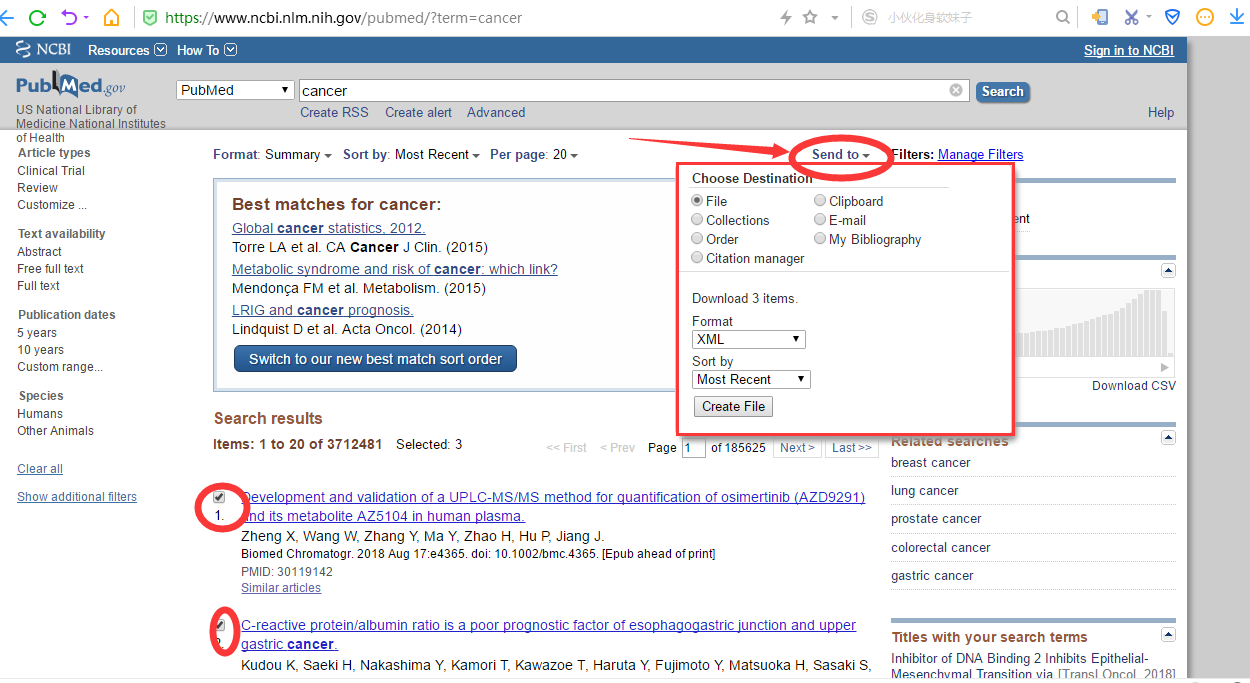 https://www.ncbi.nlm.nih.gov/pubmed/?term=cancer
小伙化身软妹子
NCBI Resources How To Sign in to NCBI
PubMed.gov
US National Library of
Medicine National Institutes
of Health
PubMed cancer Search
Create RSS Create alert Advanced Help
Article types
Clinical Trial
Review
Customize ...
Text availability
Abstract
Free full text
Full text
Publication dates
5 years
10 years
Custom range...
Species
Humans
Other Animals
Clear all
Show additional filters
Format: Summary Sort by: Most Recent Per page: 20 Send to Filters: Manage Filters
Best matches for cancer:
Global cancer statistics, 2012.
Torre LA et al. CA Cancer J Clin. (2015)
Metabolic syndrome and risk of cancer: which link?
Mendonça FM et al. Metabolism. (2015)
LRIG and cancer prognosis.
Lindquist D et al. Acta Oncol. (2014)
Switch to our new best match sort order
Choose Destination
File Clipboard
Collections E-mail
Order My Bibliography
Citation manager
Download 3 items.
Format
XML
Sort by
Most Recent
Create File
Search results
Items: 1 to 20 of 3712481 Selected: 3
<< First < Prev Page 1 of 185625 Next > Last >>
1.
Development and validation of a UPLC-MS/MS method for quantification of osimertinib (AZD9291)
and its metabolite AZ5104 in human plasma.
Zheng X, Wang W, Zhang Y, Ma Y, Zhao H, Hu P, Jiang J.
Biomed Chromatogr. 2018 Aug 17:e4365. doi: 10.1002/bmc.4365. [Epub ahead of print]
PMID: 30119142
Similar articles
C-reactive protein/albumin ratio is a poor prognostic factor of esophagogastric junction and upper
gastric cancer.
Kudou K, Saeki H, Nakashima Y, Kamori T, Kawazoe T, Haruta Y, Fujimoto Y, Matsuoka H, Sasaki S,
Download CSV
Related searches
breast cancer
lung cancer
prostate cancer
colorectal cancer
gastric cancer
Titles with your search terms
Inhibitor of DNA Binding 2 Inhibits Epithelial-
Mesenchymal Transition via [Transl Oncol. 2018]